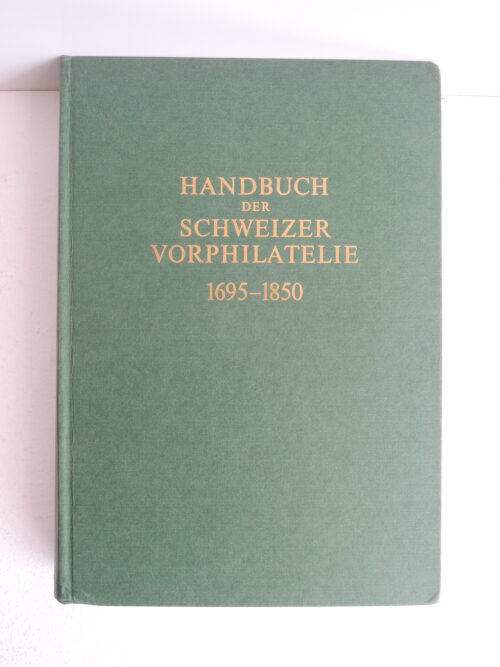 HANDBUCH
DER
SCHWEIZER
VORPHILATELIE
1695–1850